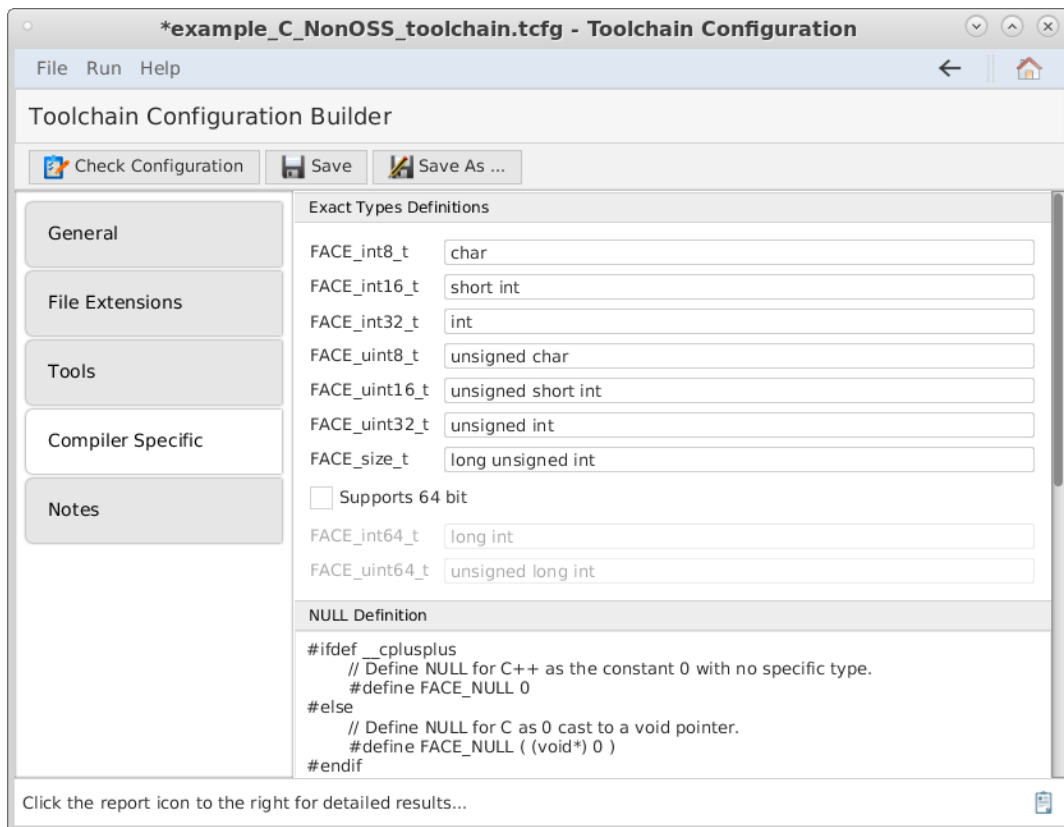 *example_C_NonOSS_toolchain.tcfg - Toolchain Configuration
File Run Help
Toolchain Configuration Builder
Check Configuration Save Save As ...
General
File Extensions
Tools
Compiler Specific
Notes
Exact Types Definitions
FACE_int8_t char
FACE_int16_t short int
FACE_int32_t int
FACE_uint8_t unsigned char
FACE_uint16_t unsigned short int
FACE_uint32_t unsigned int
FACE_size_t long unsigned int
Supports 64 bit
FACE_int64_t long int
FACE_uint64_t unsigned long int
NULL Definition
#ifdef __cplusplus
// Define NULL for C++ as the constant 0 with no specific type.
#define FACE_NULL 0
#else
// Define NULL for C as 0 cast to a void pointer.
#define FACE_NULL ( (void*) 0 )
#endif
Click the report icon to the right for detailed results...